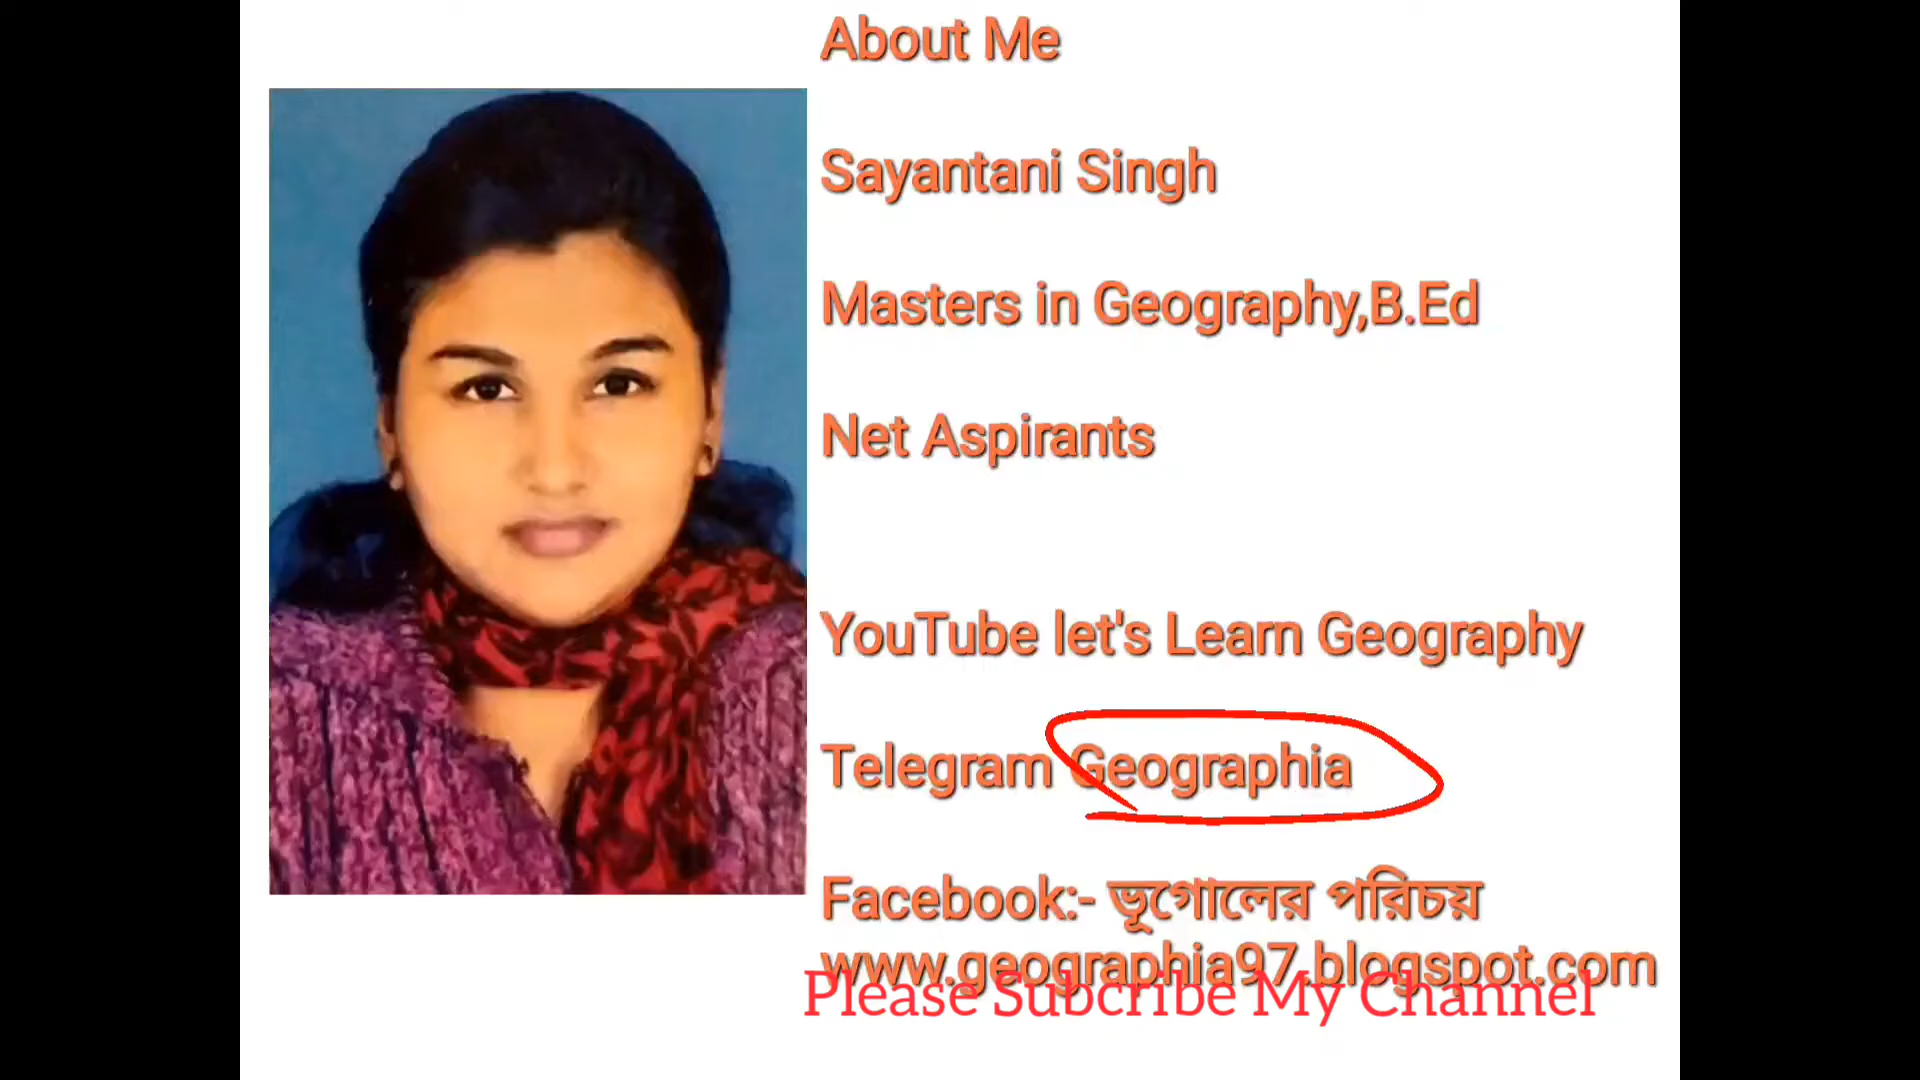 About Me
Sayantani Singh
Masters in Geography,B.Ed
Net Aspirants
YouTube let's Learn Geography
Telegram Geographia
Facebook:- ভূগোলের পরিচয়
www.geographia97.blogspot.com
Please Subcribe My Channel